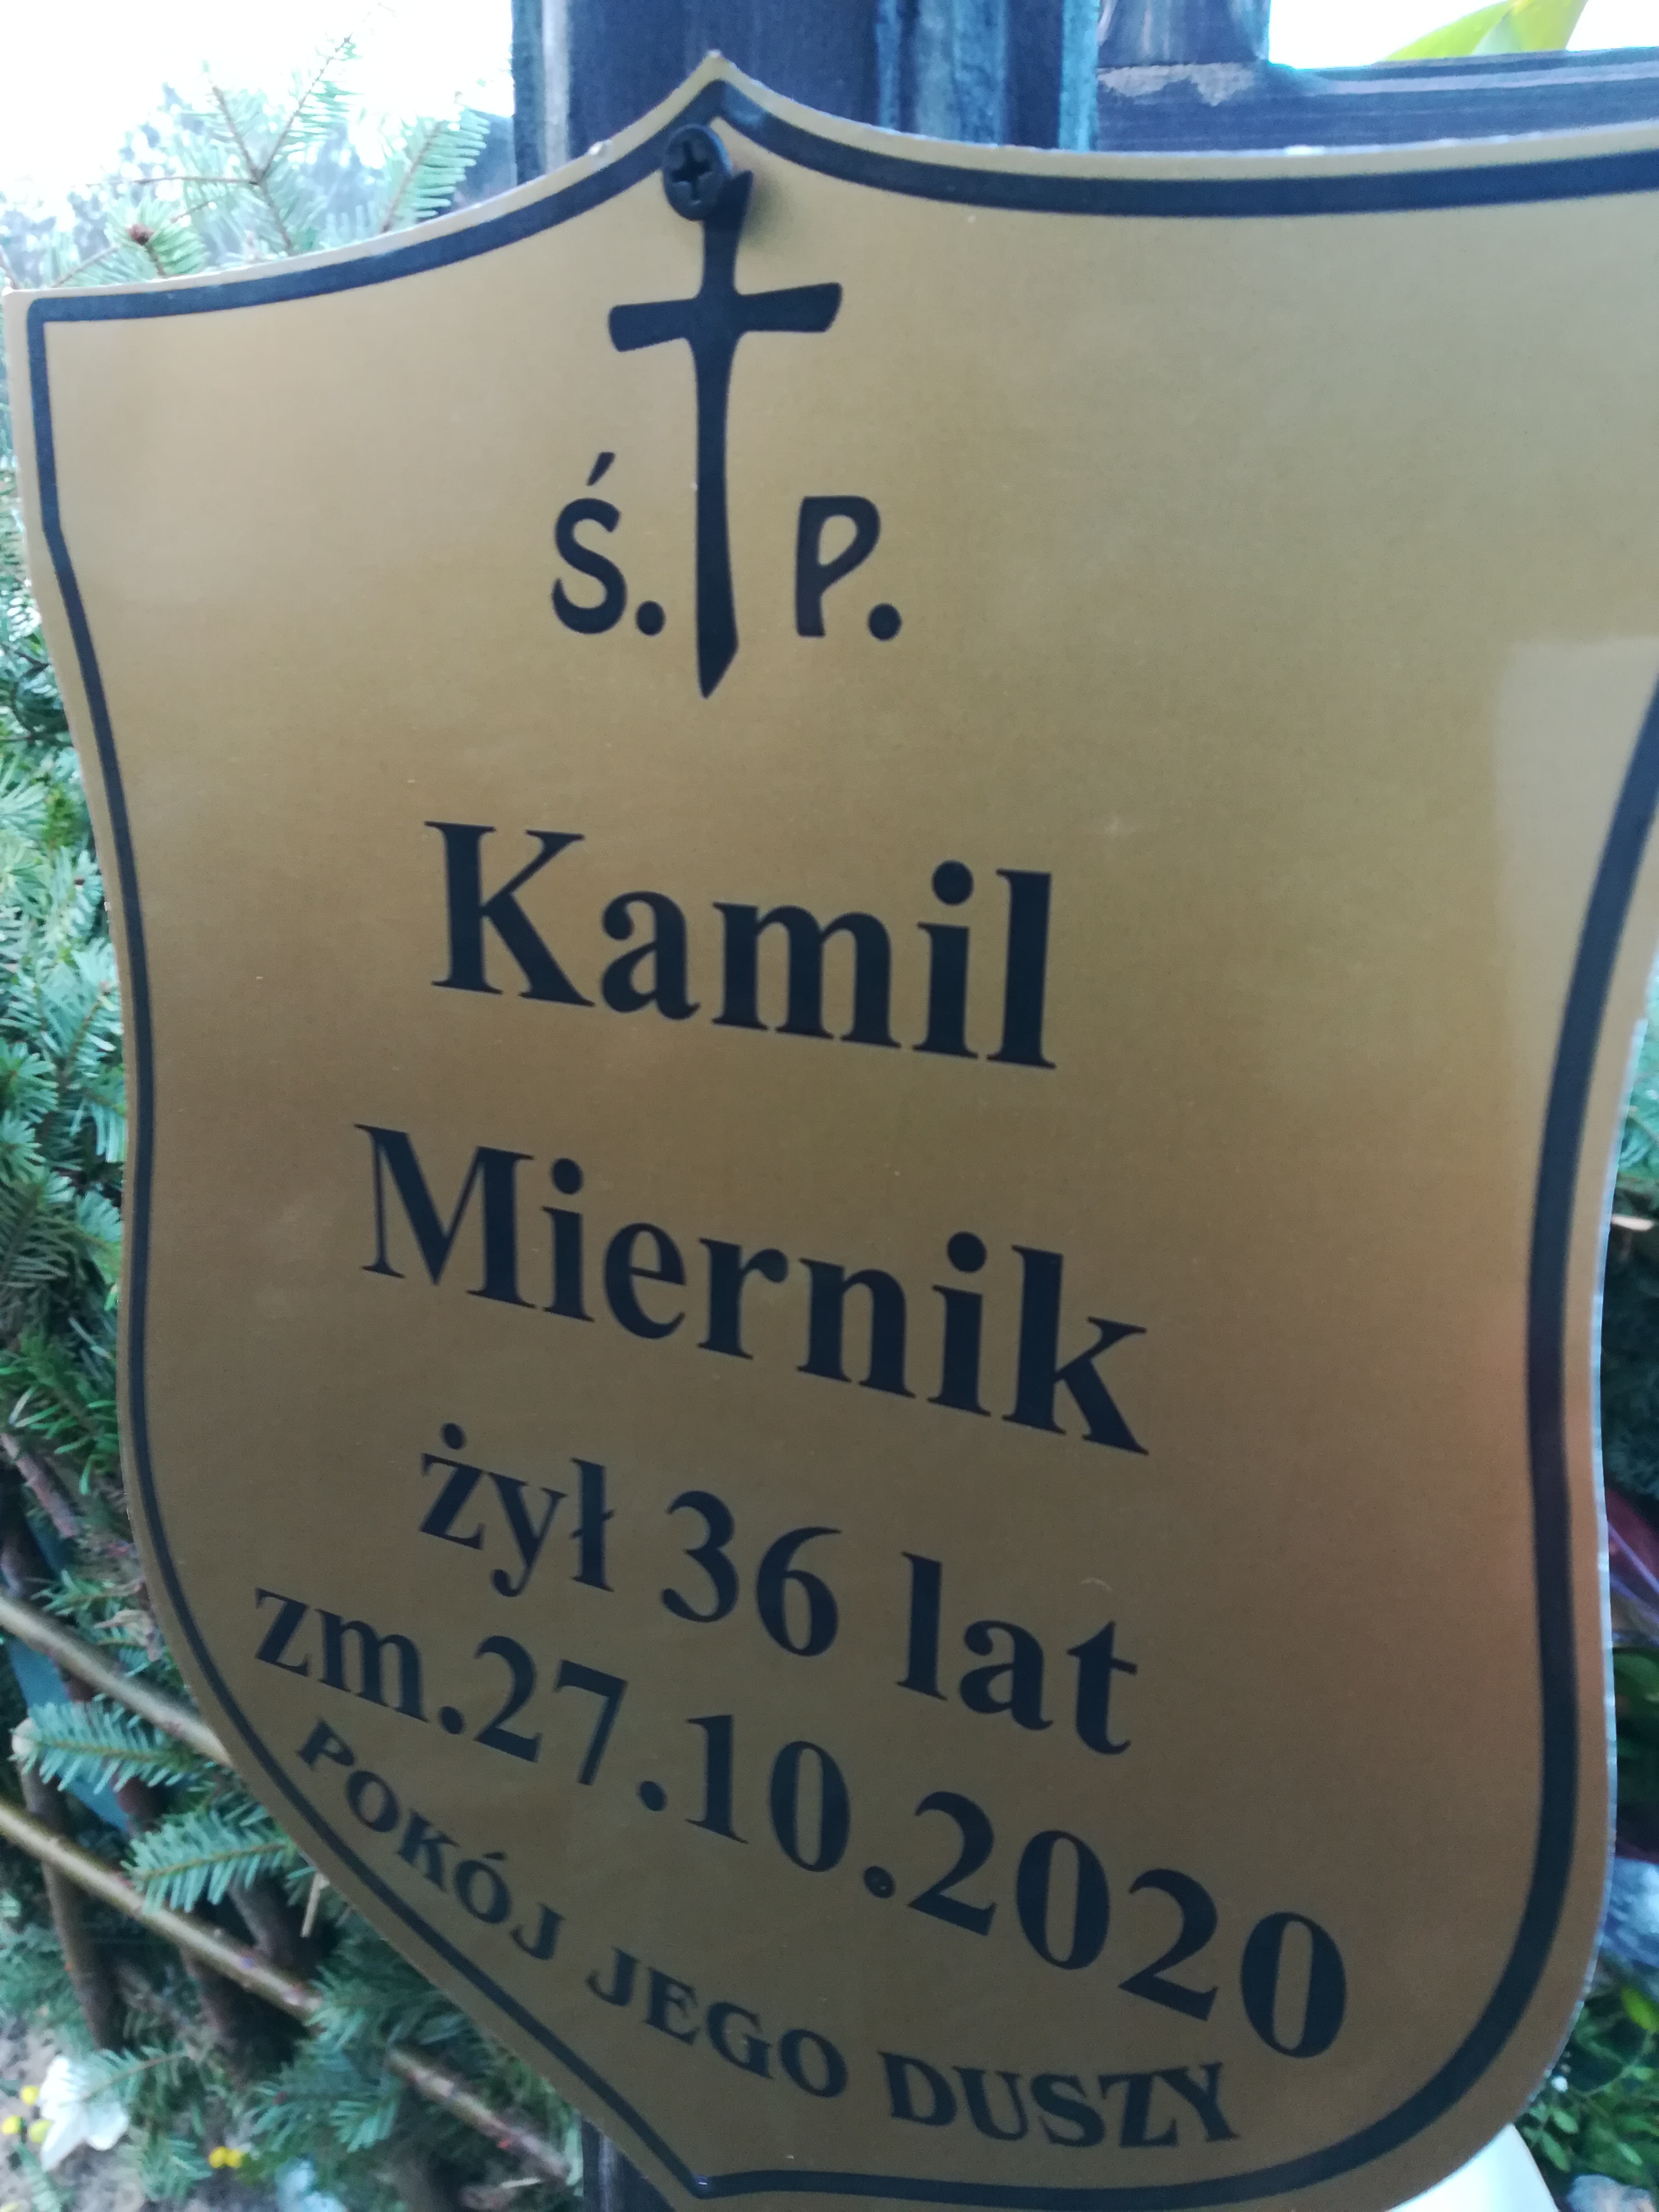 Ś. P.
Kamil
Miernik
żył 36 lat
zm.27.10.2020
POKÓJ JEGO DUSZY